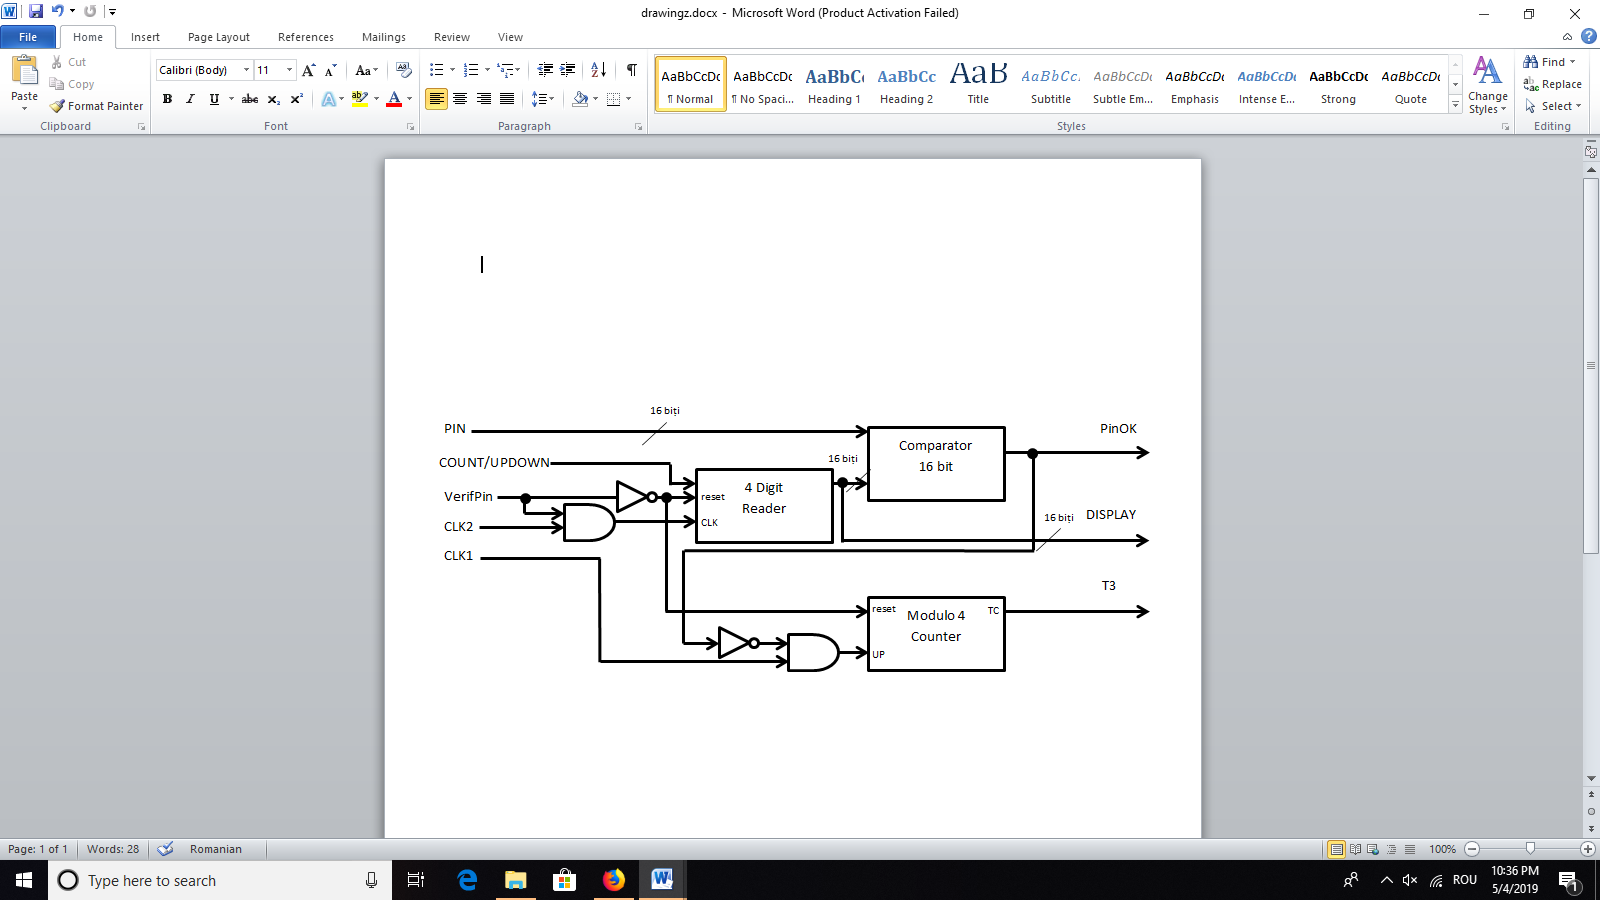 drawingz.docx - Microsoft Word (Product Activation Failed)
File Home Insert Page Layout References Mailings Review View
Paste
Cut
Copy
Format Painter
Clipboard
Calibri (Body) 11
B I U abc x₂ x²
Font
Paragraph
AaBbCcDc AaBbCcDc AaBbC AaBbCc AaB AaBbCc. AaBbCcDc AaBbCcDc AaBbCcDc AaBbCcDc AaBbCcDc
¶ Normal ¶ No Spaci... Heading 1 Heading 2 Title Subtitle Subtle Em... Emphasis Intense E... Strong Quote
Styles
Change
Styles
Find
Replace
Select
Editing
16 biți
PIN
COUNT/UPDOWN
VerifPin
CLK2
CLK1
4 Digit
Reader
reset
CLK
16 biți
Comparator
16 bit
PinOK
16 biți
DISPLAY
T3
reset
Modulo 4
Counter
TC
UP
Page: 1 of 1 Words: 28 Romanian 100%
Type here to search
ROU
10:36 PM
5/4/2019
1